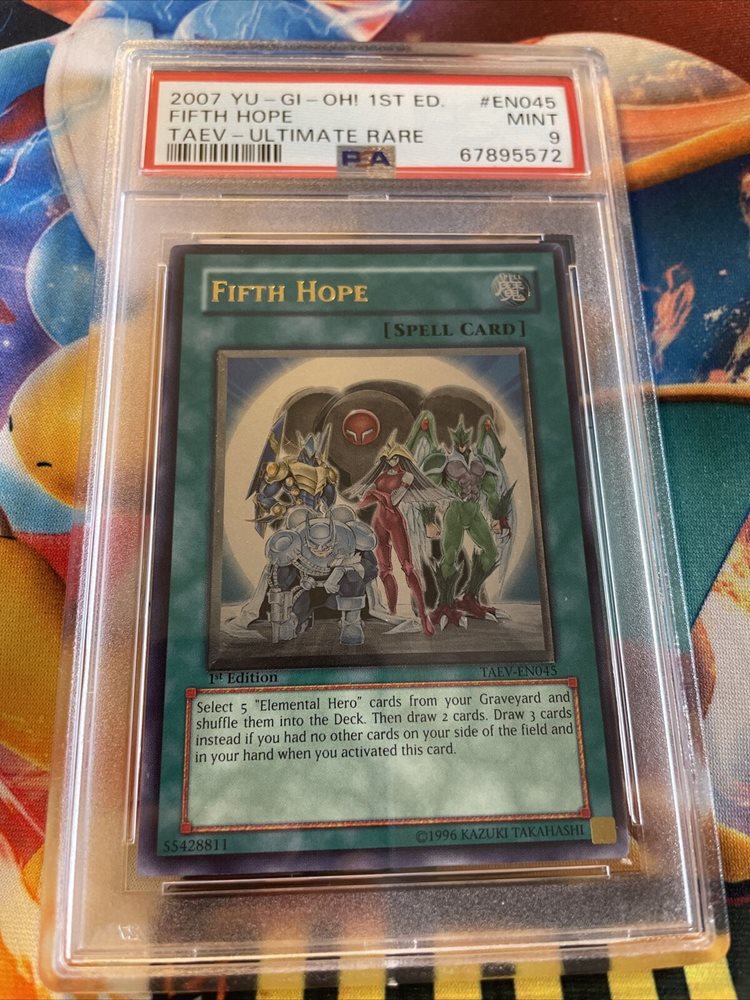 2007 YU-GI-OH! 1ST ED. #EN045
FIFTH HOPE MINT
TAEV-ULTIMATE RARE 9
PSA 67895572
FIFTH HOPE
[SPELL CARD]
1st Edition TAEV-EN045
Select 5 "Elemental Hero" cards from your Graveyard and
shuffle them into the Deck. Then draw 2 cards. Draw 3 cards
instead if you had no other cards on your side of the field and
in your hand when you activated this card.
55428811 ©1996 KAZUKI TAKAHASHI